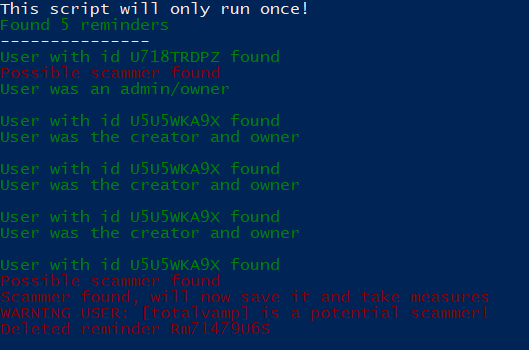 This script will only run once!
Found 5 reminders
---------------
User with id U718TRDPZ found
Possible scammer found
User was an admin/owner
User with id U5U5WKA9X found
User was the creator and owner
User with id U5U5WKA9X found
User was the creator and owner
User with id U5U5WKA9X found
User was the creator and owner
User with id U5U5WKA9X found
Possible scammer found
Scammer found, will now save it and take measures
WARNING USER: [totalvamp] is a potential scammer!
Deleted reminder Rm714Z9U6S